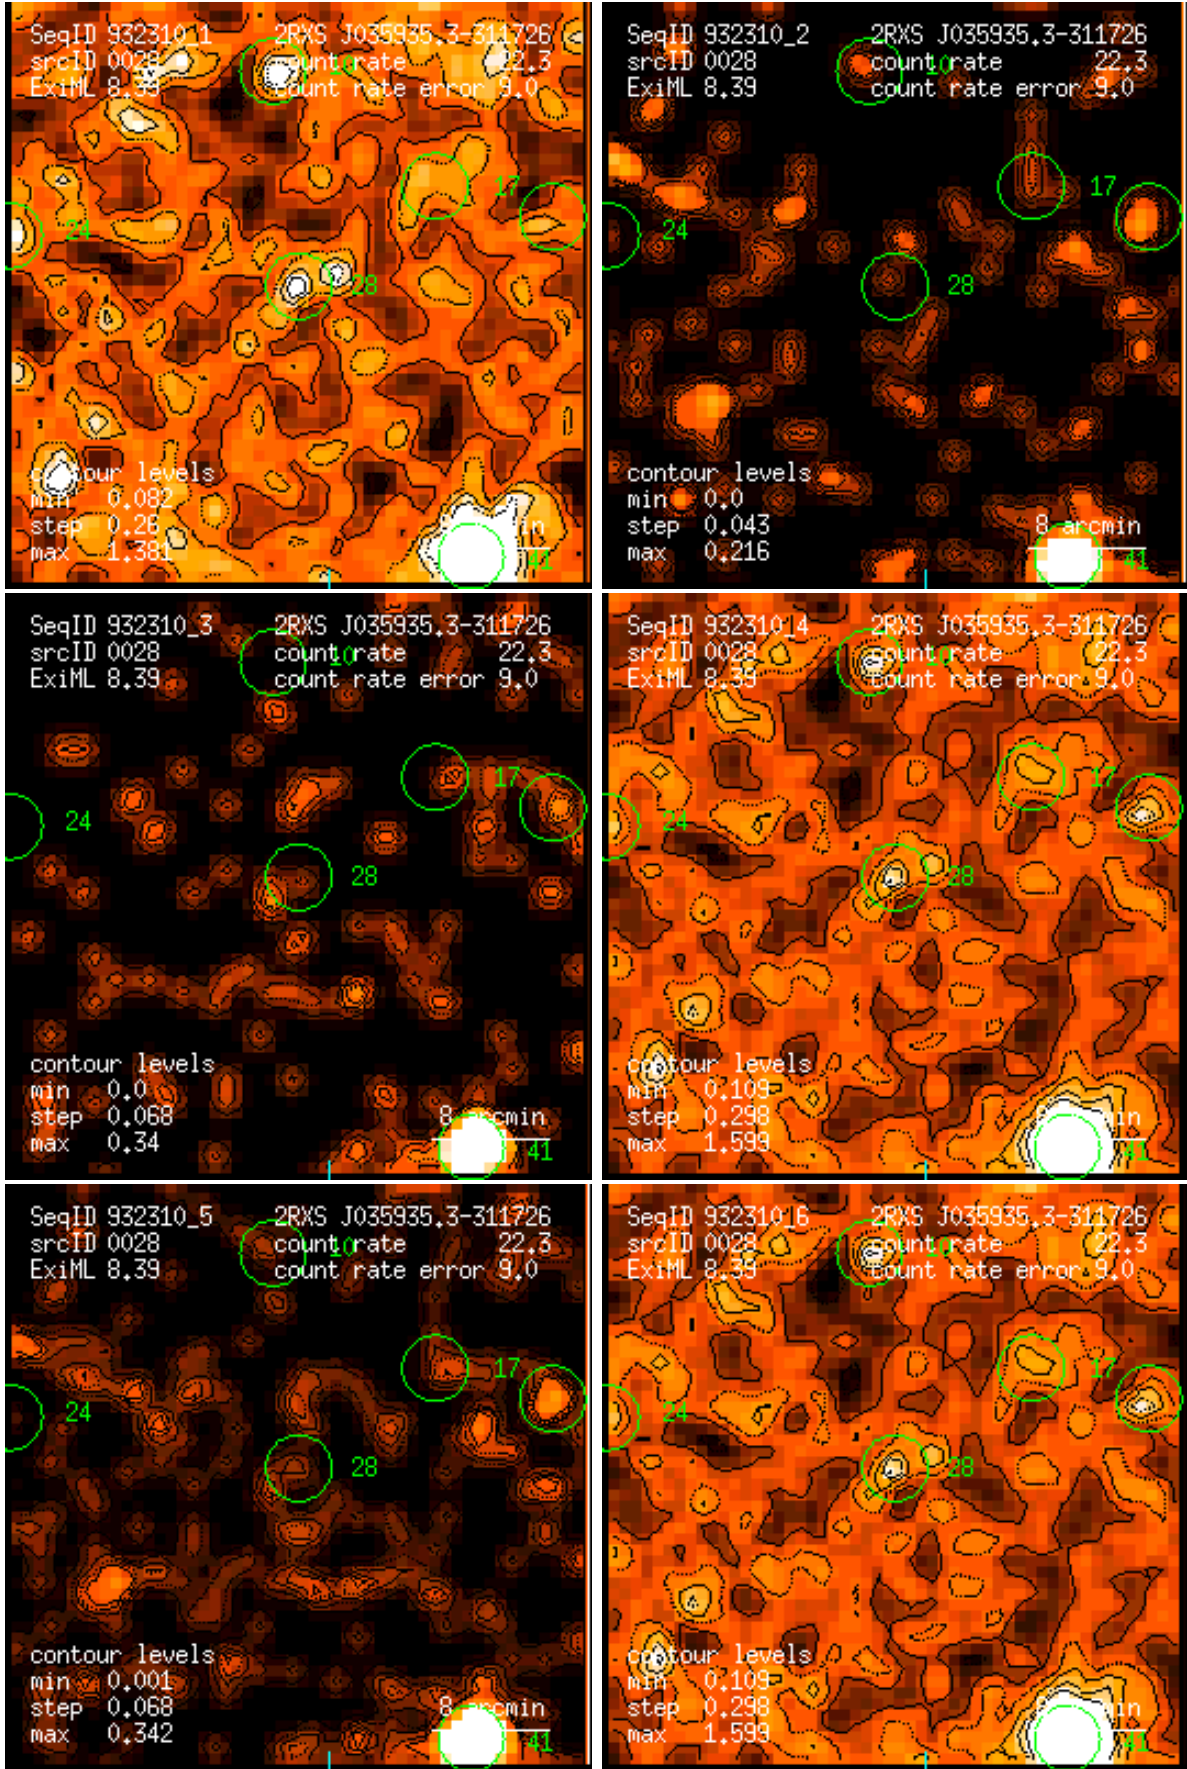 SeqID 932310_1 2RXS J035935.3-311726
srcID 0028 count rate 22.3
10
ExiML 8.39 count rate error 9.0
17
24
28
contour levels
min 0.082
step 0.26
max 1.381
41
SeqID 932310_2 2RXS J035935.3-311726
srcID 0028 count rate 22.3
10
ExiML 8.39 count rate error 9.0
17
24
28
contour levels
min 0.0
step 0.043 8 arcmin
max 0.216
41
SeqID 932310_3 2RXS J035935.3-311726
srcID 0028 count rate 22.3
10
ExiML 8.39 count rate error 9.0
17
24
28
contour levels
min 0.0
step 0.068 8 arcmin
max 0.34
41
SeqID 932310_4 2RXS J035935.3-311726
srcID 0028 count rate 22.3
10
ExiML 8.39 count rate error 9.0
17
24
28
contour levels
min 0.109
step 0.298
max 1.599
41
SeqID 932310_5 2RXS J035935.3-311726
srcID 0028 count rate 22.3
10
ExiML 8.39 count rate error 9.0
17
24
28
contour levels
min 0.001
step 0.068 8 arcmin
max 0.342
41
SeqID 932310_6 2RXS J035935.3-311726
srcID 0028 count rate 22.3
10
ExiML 8.39 count rate error 9.0
17
24
28
contour levels
min 0.109
step 0.298
max 1.599
41